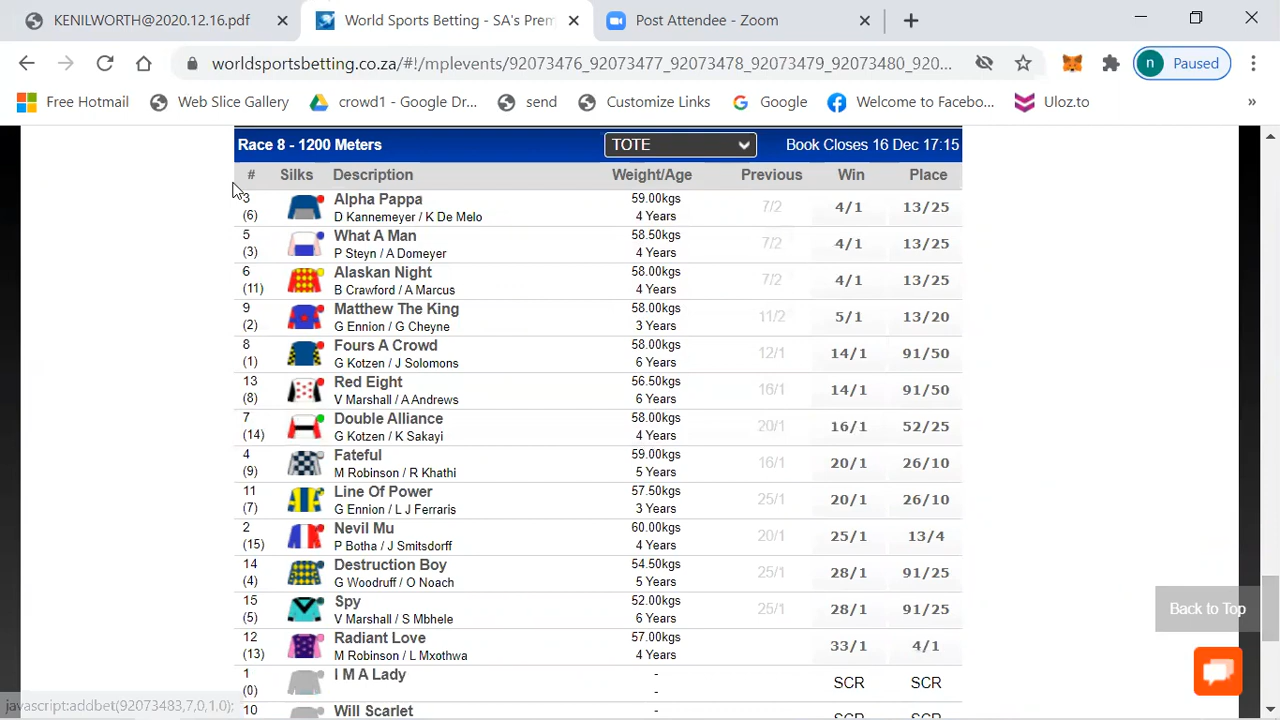 KENILWORTH@2020.12.16.pdf
World Sports Betting - SA's Prem
Post Attendee - Zoom
worldsportsbetting.co.za/#!/mplevents/92073476_92073477_92073478_92073479_92073480_920...
n Paused
Free Hotmail
Web Slice Gallery
crowd1 - Google Dr...
send
Customize Links
Google
Welcome to Facebo...
Uloz.to
»
Race 8 - 1200 Meters TOTE Book Closes 16 Dec 17:15
# Silks Description Weight/Age Previous Win Place
3 Alpha Pappa 59.00kgs 7/2 4/1 13/25
(6) D Kannemeyer / K De Melo 4 Years
5 What A Man 58.50kgs 7/2 4/1 13/25
(3) P Steyn / A Domeyer 4 Years
6 Alaskan Night 58.00kgs 7/2 4/1 13/25
(11) B Crawford / A Marcus 4 Years
9 Matthew The King 58.00kgs 11/2 5/1 13/20
(2) G Ennion / G Cheyne 3 Years
8 Fours A Crowd 58.00kgs 12/1 14/1 91/50
(1) G Kotzen / J Solomons 6 Years
13 Red Eight 56.50kgs 16/1 14/1 91/50
(8) V Marshall / A Andrews 6 Years
7 Double Alliance 58.00kgs 20/1 16/1 52/25
(14) G Kotzen / K Sakayi 4 Years
4 Fateful 59.00kgs 16/1 20/1 26/10
(9) M Robinson / R Khathi 5 Years
11 Line Of Power 57.50kgs 25/1 20/1 26/10
(7) G Ennion / L J Ferraris 3 Years
2 Nevil Mu 60.00kgs 20/1 25/1 13/4
(15) P Botha / J Smitsdorff 4 Years
14 Destruction Boy 54.50kgs 25/1 28/1 91/25
(4) G Woodruff / O Noach 5 Years
15 Spy 52.00kgs 25/1 28/1 91/25
(5) V Marshall / S Mbhele 6 Years
12 Radiant Love 57.00kgs 33/1 4/1
(13) M Robinson / L Mxothwa 4 Years
1 I M A Lady - SCR SCR
(0) -
10 Will Scarlet - SCR SCR
Back to Top
javascript:addbet(92073483,7,0,1,0);